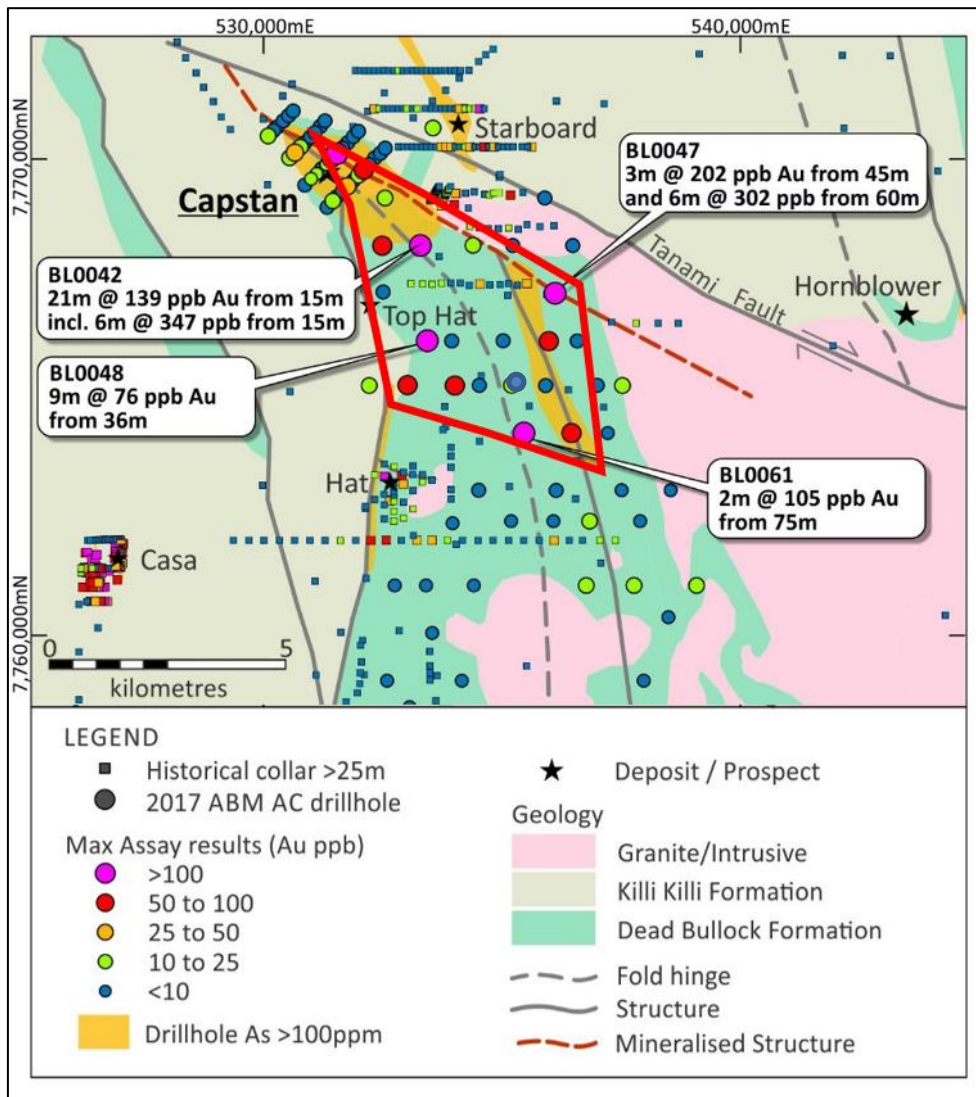 530,000mE
540,000mE
7,770,000mN
7,760,000mN
Starboard
Capstan
BL0047
3m @ 202 ppb Au from 45m
and 6m @ 302 ppb from 60m
Tanami Fault
Hornblower
BL0042
21m @ 139 ppb Au from 15m
incl. 6m @ 347 ppb from 15m
Top Hat
BL0048
9m @ 76 ppb Au
from 36m
Hat
BL0061
2m @ 105 ppb Au
from 75m
Casa
0 5
kilometres
LEGEND
Historical collar >25m
2017 ABM AC drillhole
Max Assay results (Au ppb)
>100
50 to 100
25 to 50
10 to 25
<10
Drillhole As >100ppm
Deposit / Prospect
Geology
Granite/Intrusive
Killi Killi Formation
Dead Bullock Formation
Fold hinge
Structure
Mineralised Structure